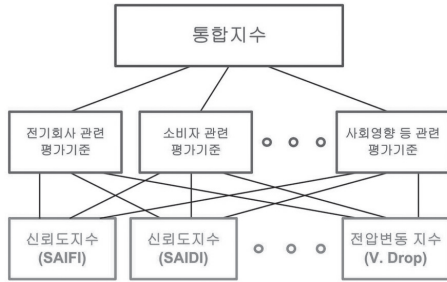 통합지수
전기회사 관련
평가기준
소비자 관련
평가기준
사회영향 등 관련
평가기준
신뢰도지수
(SAIFI)
신뢰도지수
(SAIDI)
전압변동 지수
(V. Drop)